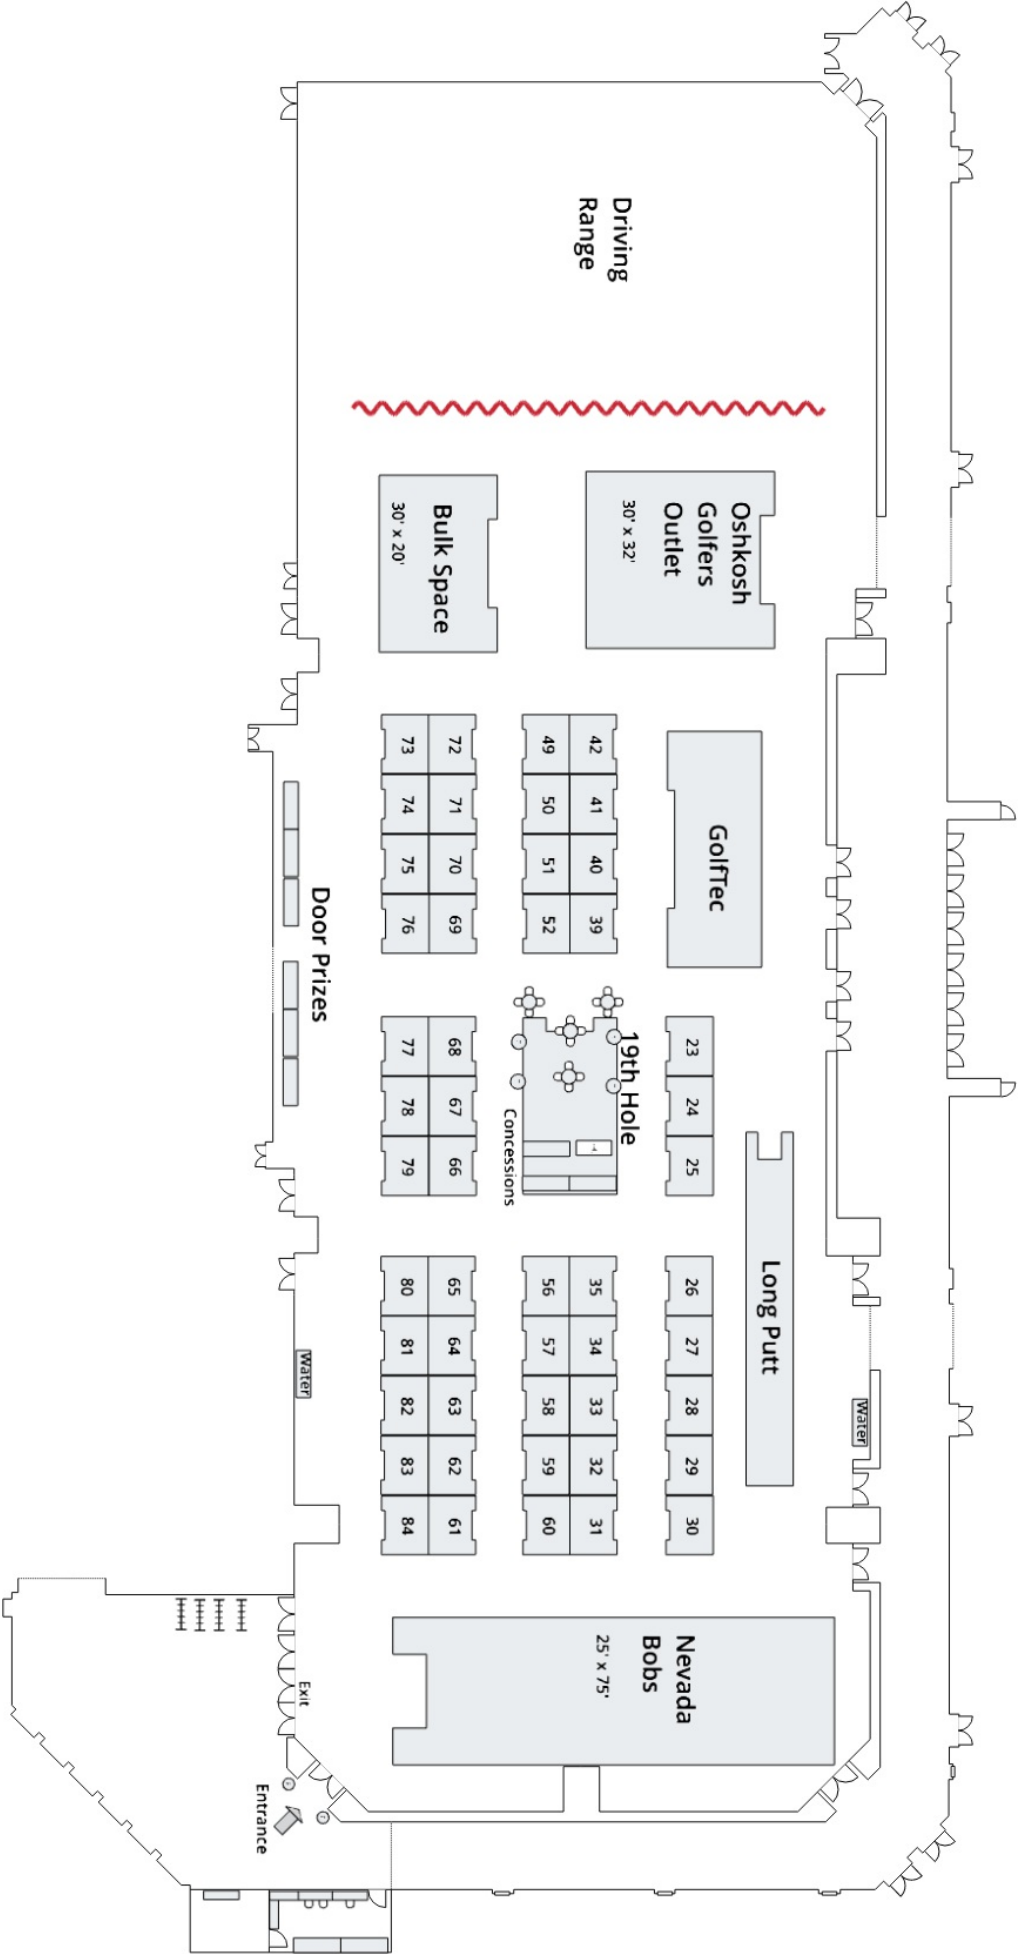 Driving
Range
Oshkosh
Golfers
Outlet
30' x 32'
Bulk Space
30' x 20'
GolfTec
Long Putt
Water
23 24 25 26 27 28 29 30
42 41 40 39
49 50 51 52
19th Hole
Concessions
35 34 33 32 31
56 57 58 59 60
72 71 70 69 68 67 66 65 64 63 62 61
73 74 75 76 77 78 79 80 81 82 83 84
Nevada
Bobs
25' x 75'
Door Prizes
Water
Exit
Entrance